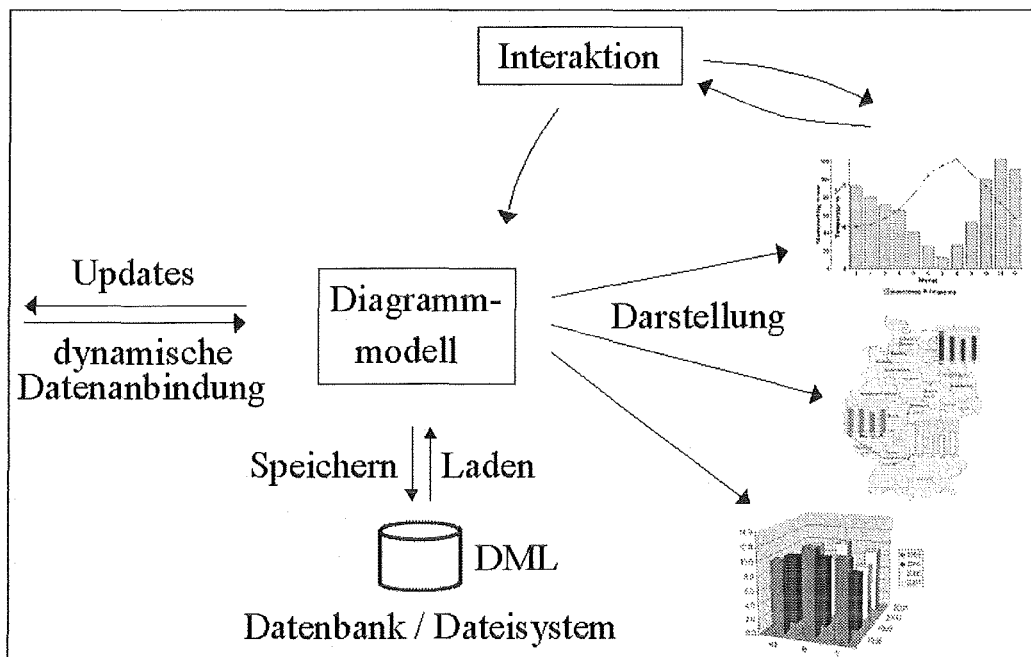 Interaktion
Updates
dynamische
Datenanbindung
Diagramm-
modell
Darstellung
Speichern
Laden
DML
Datenbank / Dateisystem